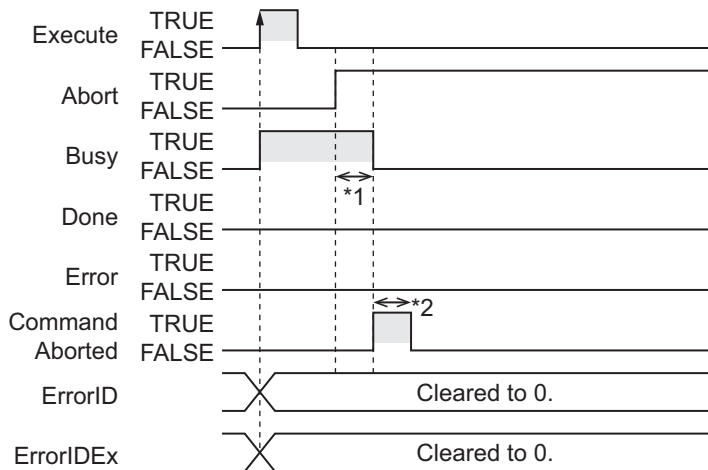 Execute TRUE
FALSE
Abort TRUE
FALSE
Busy TRUE
FALSE
*1
Done TRUE
FALSE
Error TRUE
FALSE
*2
Command TRUE
Aborted FALSE
ErrorID Cleared to 0.
ErrorIDEx Cleared to 0.